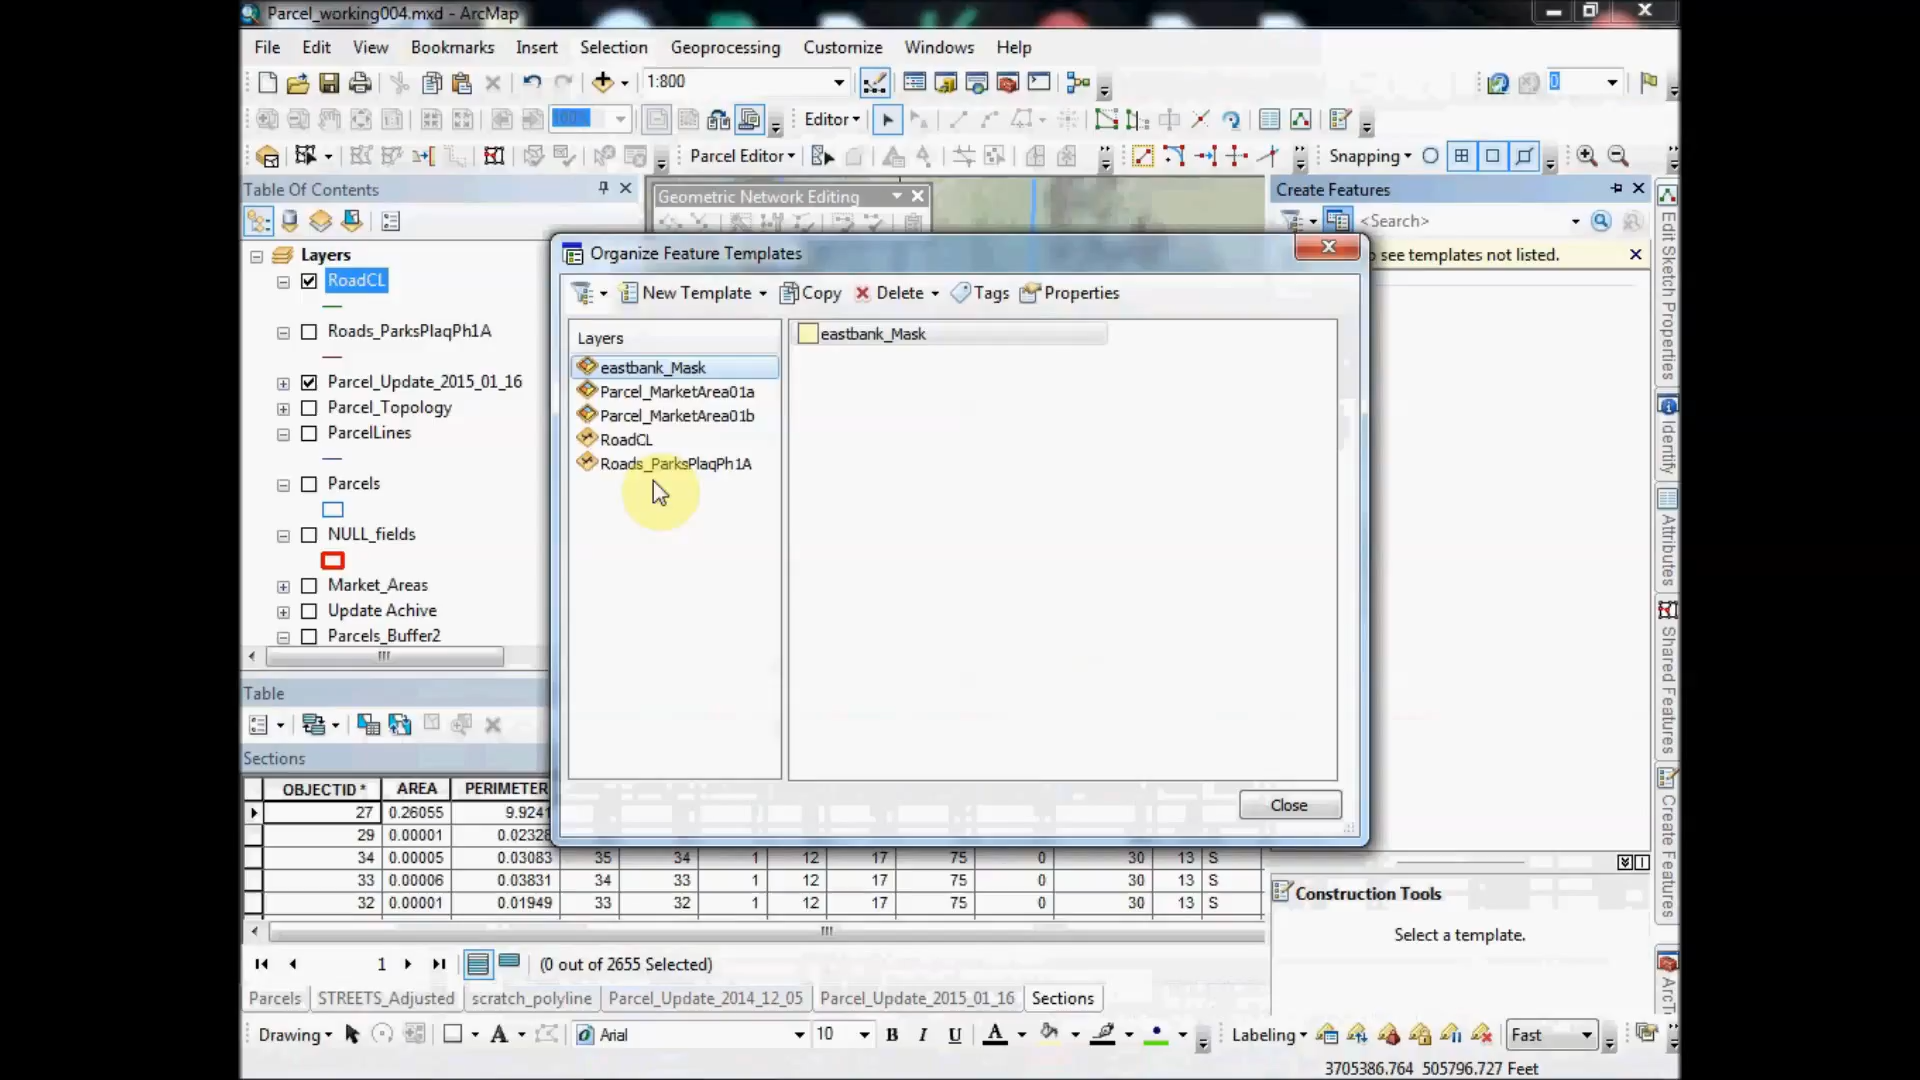 Parcel_working004.mxd - ArcMap
File Edit View Bookmarks Insert Selection Geoprocessing Customize Windows Help
1:800
0
100%
Editor
Parcel Editor
Snapping
Table Of Contents
Geometric Network Editing
Create Features
<Search>
o see templates not listed.
Layers
RoadCL
Roads_ParksPlaqPh1A
Parcel_Update_2015_01_16
Parcel_Topology
ParcelLines
Parcels
NULL_fields
Market_Areas
Update Achive
Parcels_Buffer2
Organize Feature Templates
New Template Copy Delete Tags Properties
Layers
eastbank_Mask
Parcel_MarketArea01a
Parcel_MarketArea01b
RoadCL
Roads_ParksPlaqPh1A
eastbank_Mask
Close
Edit Sketch Properties
Identify
Attributes
Shared Features
Create Features
ArcT
Table
Sections
OBJECTID * AREA PERIMETER
27 0.26055 9.9241
29 0.00001 0.02328
34 0.00005 0.03083 35 34 1 12 17 75 0 30 13 S
33 0.00006 0.03831 34 33 1 12 17 75 0 30 13 S
32 0.00001 0.01949 33 32 1 12 17 75 0 30 13 S
1 (0 out of 2655 Selected)
Parcels STREETS_Adjusted scratch_polyline Parcel_Update_2014_12_05 Parcel_Update_2015_01_16 Sections
Construction Tools
Select a template.
Drawing Arial 10 B I U A Labeling Fast
3705386.764 505796.727 Feet